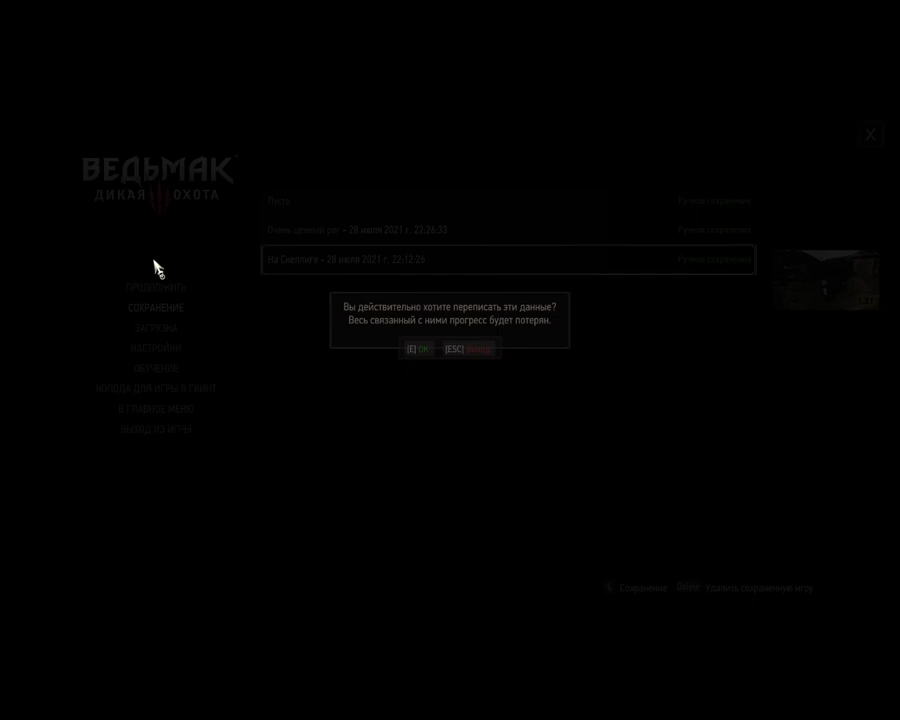 X
ВЕДЬМАК
ДИКАЯ ОХОТА
Пусто Ручное сохранение
Очень ценный рог - 28 июля 2021 г. 22:26:33 Ручное сохранение
На Скеллиге - 28 июля 2021 г. 22:12:26 Ручное сохранение
ПРОДОЛЖИТЬ
СОХРАНЕНИЕ
ЗАГРУЗКА
НАСТРОЙКИ
ОБУЧЕНИЕ
КОЛОДА ДЛЯ ИГРЫ В ГВИНТ
В ГЛАВНОЕ МЕНЮ
ВЫХОД ИЗ ИГРЫ
Вы действительно хотите переписать эти данные?
Весь связанный с ними прогресс будет потерян.
[E] OK [ESC] ВЫХОД
Сохранение Delete Удалить сохраненную игру